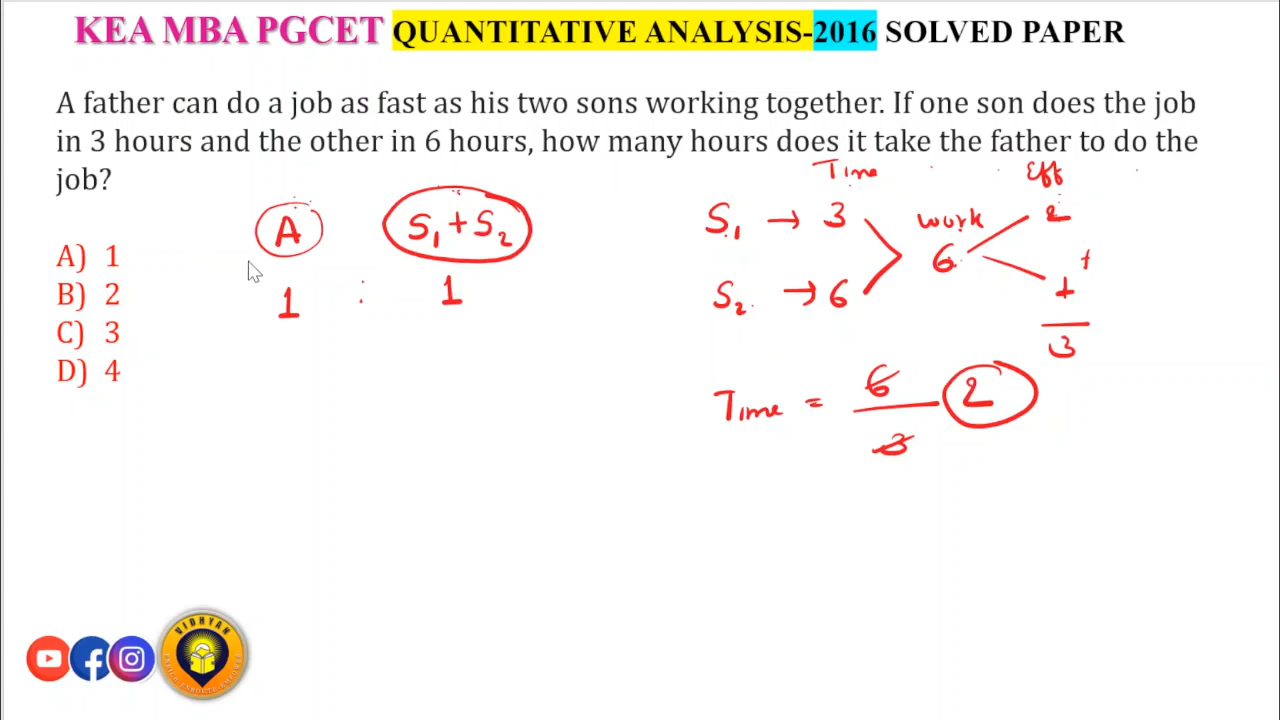 KEA MBA PGCET QUANTITATIVE ANALYSIS-2016 SOLVED PAPER
A father can do a job as fast as his two sons working together. If one son does the job
in 3 hours and the other in 6 hours, how many hours does it take the father to do the
job?
A) 1
B) 2
C) 3
D) 4
A S₁ + S₂
1 : 1
Time Eff
S₁ → 3 work 2
S₂ → 6 6 1
+
3
Time = 6/3 2
VIDHYAN